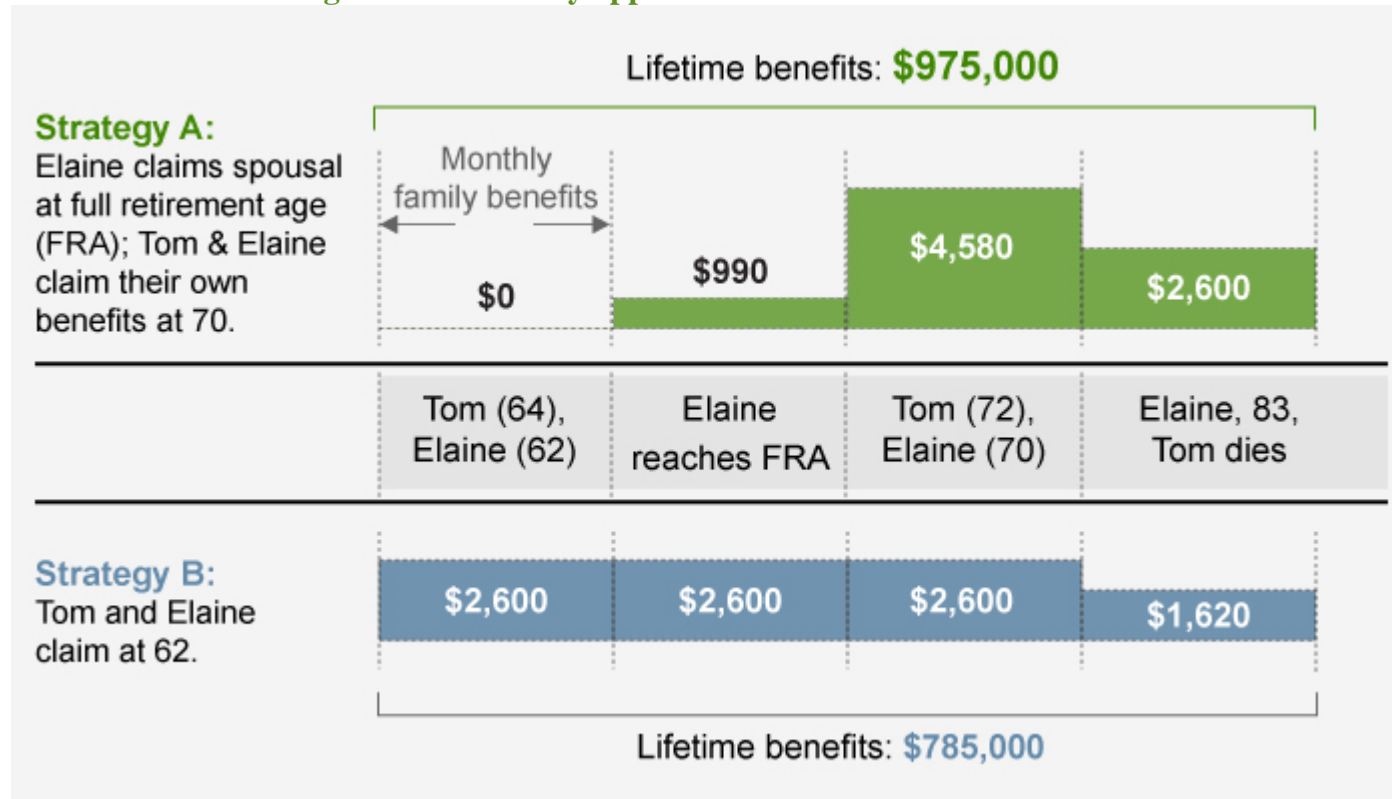 Lifetime benefits: $975,000
Strategy A:
Elaine claims spousal
at full retirement age
(FRA); Tom & Elaine
claim their own
benefits at 70.
Monthly
family benefits
$0
$990
$4,580
$2,600
Tom (64),
Elaine (62)
Elaine
reaches FRA
Tom (72),
Elaine (70)
Elaine, 83,
Tom dies
Strategy B:
Tom and Elaine
claim at 62.
$2,600
$2,600
$2,600
$1,620
Lifetime benefits: $785,000